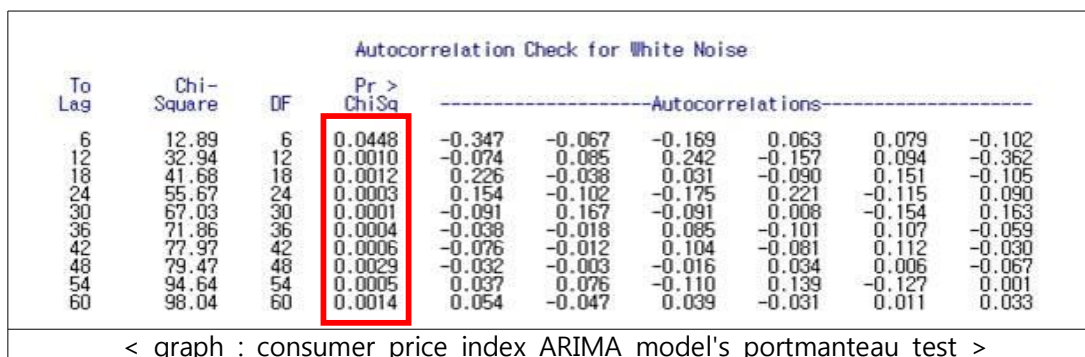 Autocorrelation Check for White Noise
To Chi- Pr >
Lag Square DF ChiSq --------------------Autocorrelations--------------------
6 12.89 6 0.0448 -0.347 -0.067 -0.169 0.063 0.079 -0.102
12 32.94 12 0.0010 -0.074 0.085 0.242 -0.157 0.094 -0.362
18 41.68 18 0.0012 0.226 -0.038 0.031 -0.090 0.151 -0.105
24 55.67 24 0.0003 0.154 -0.102 -0.175 0.221 -0.115 0.090
30 67.03 30 0.0001 -0.091 0.167 -0.091 0.008 -0.154 0.163
36 71.86 36 0.0004 -0.038 -0.018 0.085 -0.101 0.107 -0.059
42 77.97 42 0.0006 -0.076 -0.012 0.104 -0.081 0.112 -0.030
48 79.47 48 0.0029 -0.032 -0.003 -0.016 0.034 0.006 -0.067
54 94.64 54 0.0005 0.037 0.076 -0.110 0.139 -0.127 0.001
60 98.04 60 0.0014 0.054 -0.047 0.039 -0.031 0.011 0.033
< graph : consumer price index ARIMA model's portmanteau test >